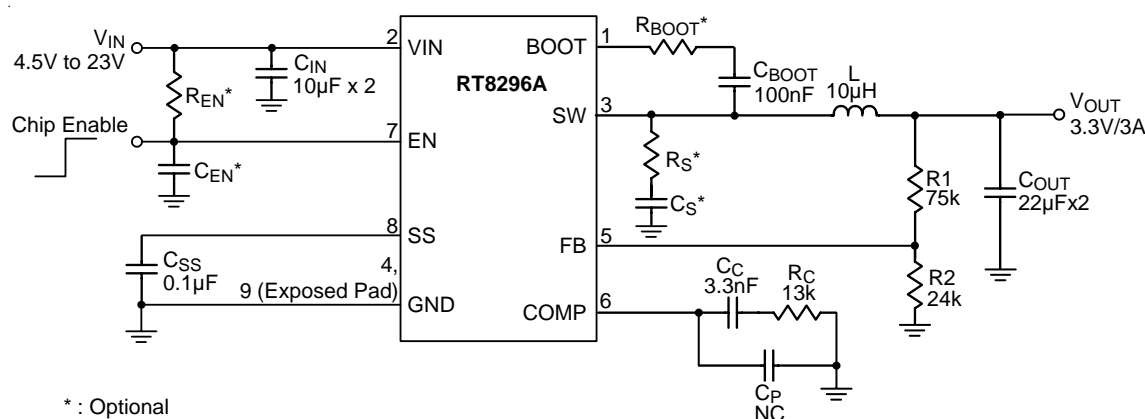 VIN
4.5V to 23V
REN*
CIN
10µF x 2
Chip Enable
CEN*
CSS
0.1µF
2
VIN
7
EN
8
SS
4,
9 (Exposed Pad)
GND
RT8296A
BOOT
1
SW
3
FB
5
COMP
6
RBOOT*
CBOOT
100nF
L
10µH
RS*
CS*
VOUT
3.3V/3A
R1
75k
COUT
22µFx2
R2
24k
CC
3.3nF
RC
13k
CP
NC
* : Optional